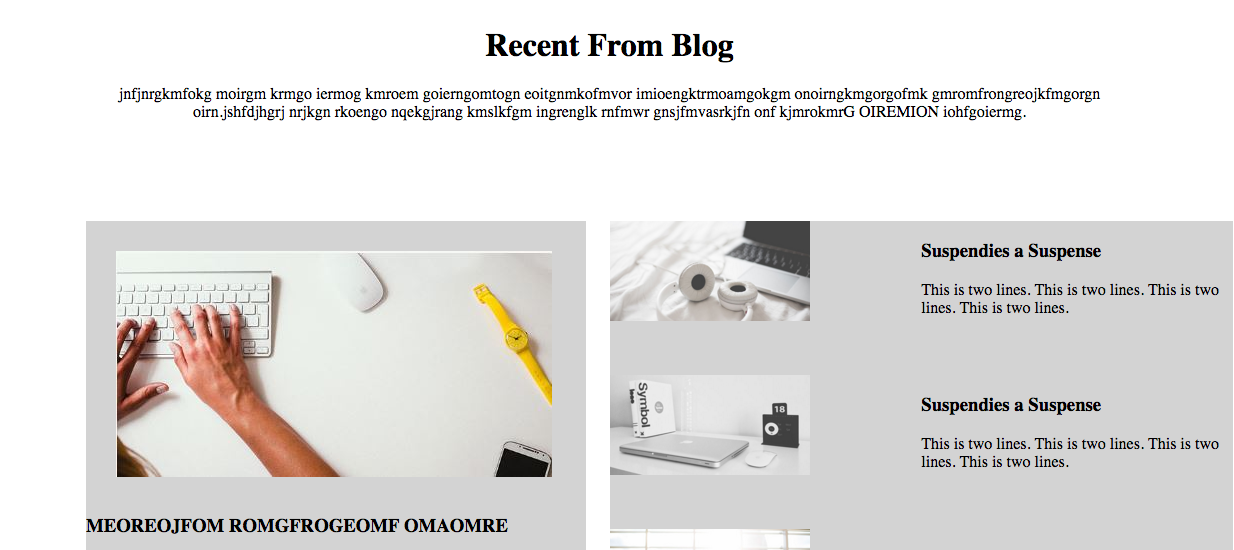 Recent From Blog
jnfjnrgkmfokg moirgm krmgo iermog kmroem goierngomtogn eoitgnmkofmvor imioengktrmoamgokgm onoirngkmgorgofmk gmromfrongreojkfmgorgn
oirn.jshfdjhgrj nrjkgn rkoengo nqekgjrang kmslkfgm ingrenglk rnfmwr gnsjfmvasrkjfn onf kjmrokmrG OIREMION iohfgoiermg.
Suspendies a Suspense
This is two lines. This is two lines. This is two
lines. This is two lines.
Symbol
18
Suspendies a Suspense
This is two lines. This is two lines. This is two
lines. This is two lines.
MEOREOJFOM ROMGFROGEOMF OMAOMRE